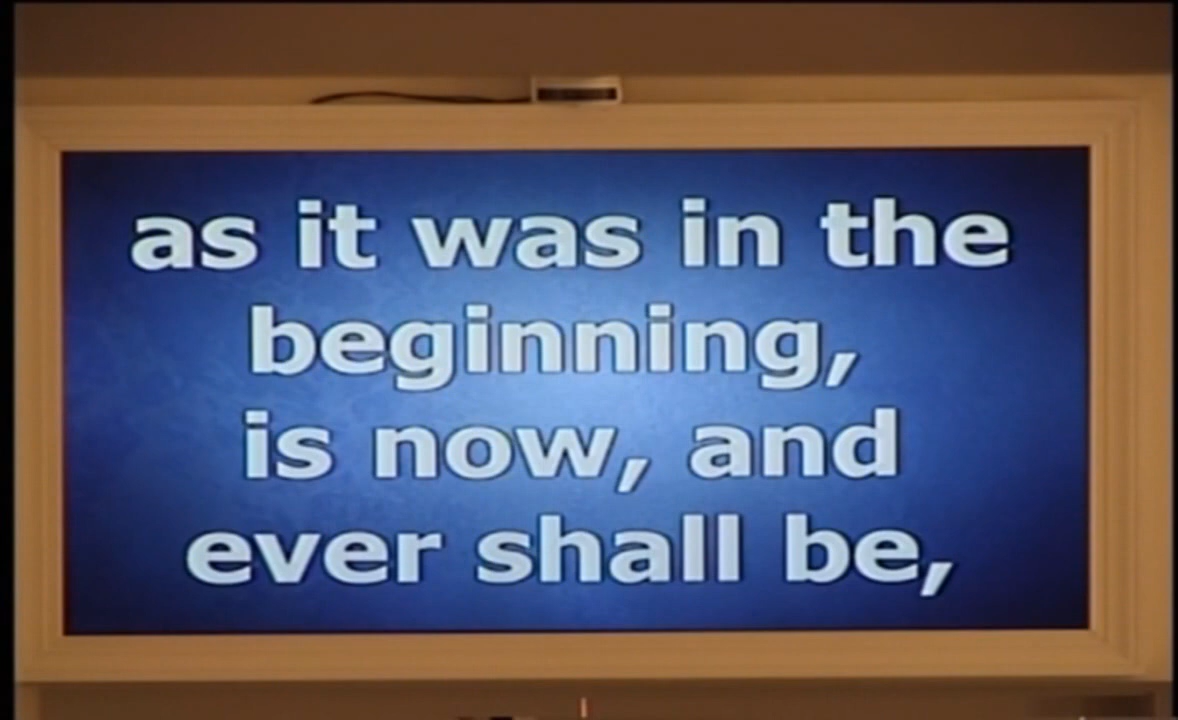 as it was in the
beginning,
is now, and
ever shall be,